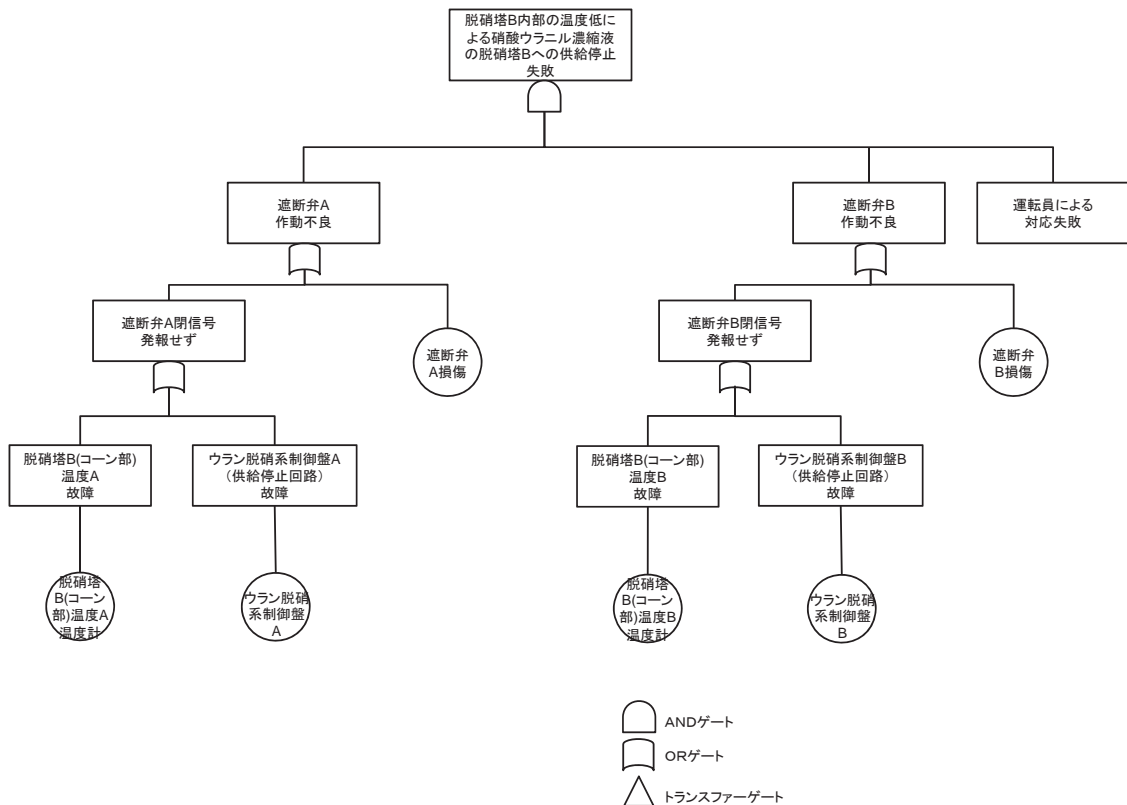 脱硝塔B内部の温度低に
よる硝酸ウラニル濃縮液
の脱硝塔Bへの供給停止
失敗
遮断弁A
作動不良
遮断弁B
作動不良
運転員による
対応失敗
遮断弁A閉信号
発報せず
遮断弁
A損傷
遮断弁B閉信号
発報せず
遮断弁
B損傷
脱硝塔B(コーン部)
温度A
故障
ウラン脱硝系制御盤A
（供給停止回路）
故障
脱硝塔B(コーン部)
温度B
故障
ウラン脱硝系制御盤B
（供給停止回路）
故障
脱硝塔
B(コーン
部)温度A
温度計
ウラン脱硝
系制御盤
A
脱硝塔
B(コーン
部)温度B
温度計
ウラン脱硝
系制御盤
B
ANDゲート
ORゲート
トランスファーゲート